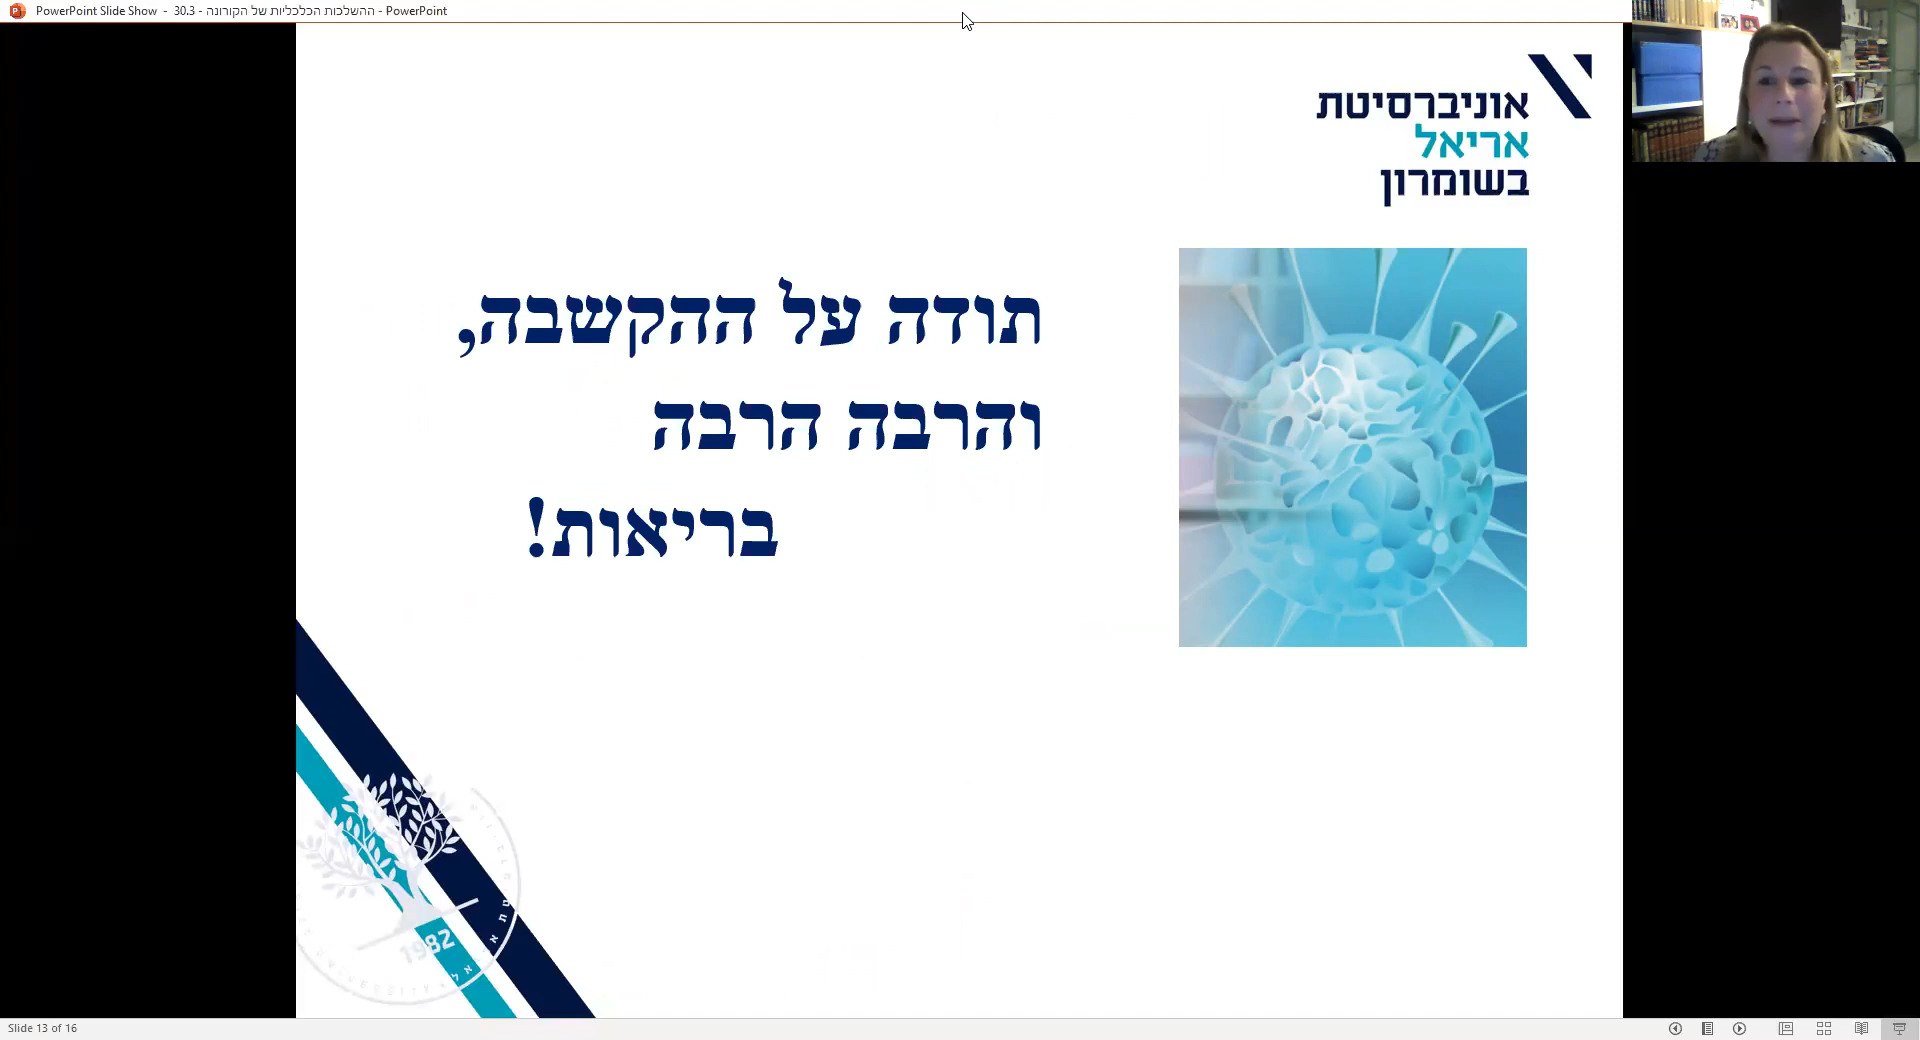 PowerPoint Slide Show - 30.3 - ההשלכות הכלכליות של הקורונה - PowerPoint
אוניברסיטת
אריאל
בשומרון
תודה על ההקשבה,
והרבה הרבה
בריאות!
1982
Slide 13 of 16